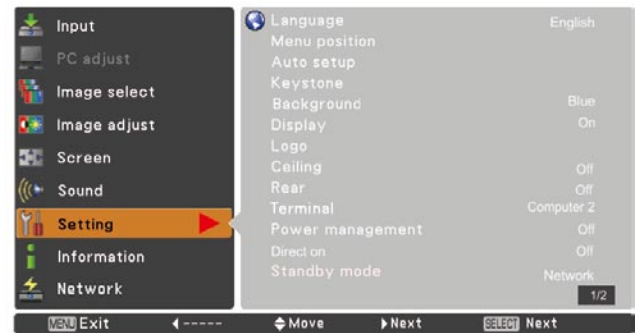 Input
PC adjust
Image select
Image adjust
Screen
Sound
Setting
Information
Network
Language English
Menu position
Auto setup
Keystone
Background Blue
Display On
Logo
Ceiling Off
Rear Off
Terminal Computer 2
Power management Off
Direct on Off
Standby mode Network
1/2
MENU Exit ◀----- Move ▶Next SELECT Next